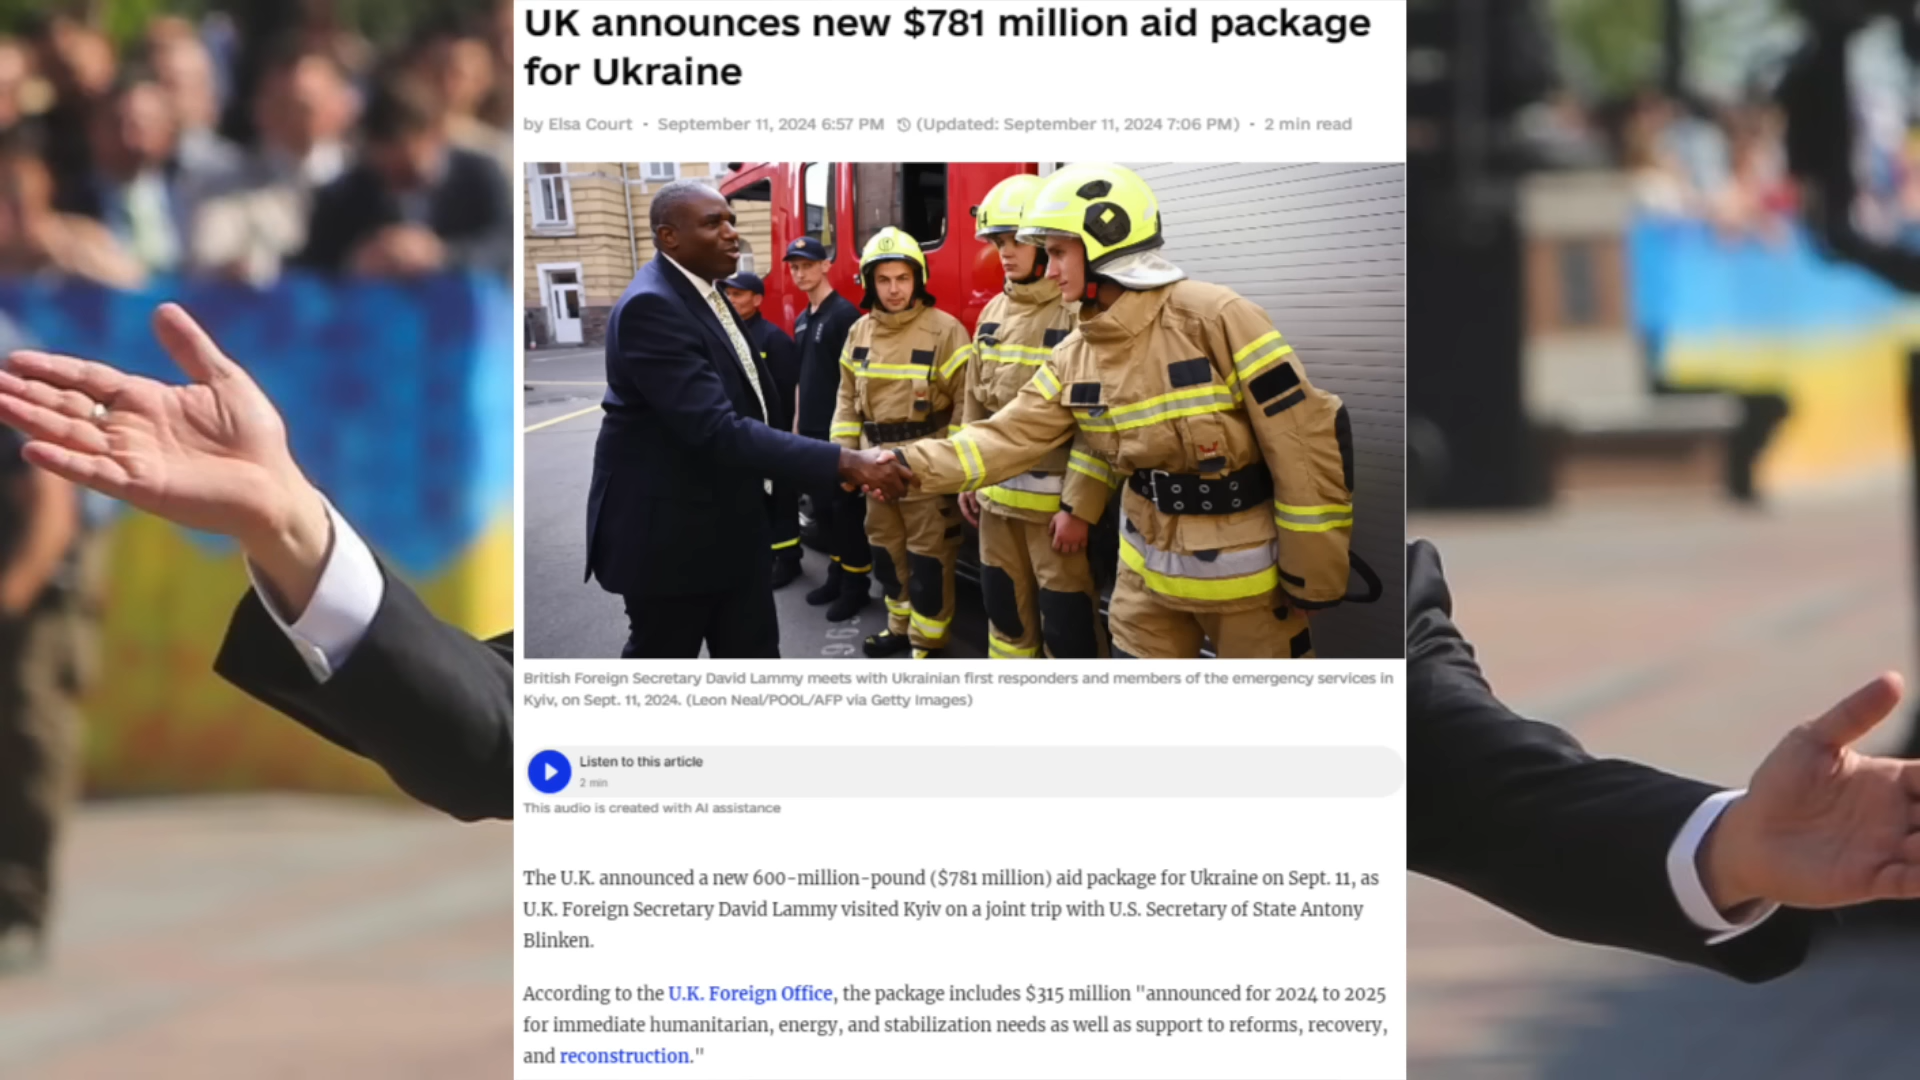 UK announces new $781 million aid package
for Ukraine
by Elsa Court • September 11, 2024 6:57 PM (Updated: September 11, 2024 7:06 PM) • 2 min read
British Foreign Secretary David Lammy meets with Ukrainian first responders and members of the emergency services in
Kyiv, on Sept. 11, 2024. (Leon Neal/POOL/AFP via Getty Images)
Listen to this article
2 min
This audio is created with AI assistance
The U.K. announced a new 600-million-pound ($781 million) aid package for Ukraine on Sept. 11, as
U.K. Foreign Secretary David Lammy visited Kyiv on a joint trip with U.S. Secretary of State Antony
Blinken.
According to the U.K. Foreign Office, the package includes $315 million "announced for 2024 to 2025
for immediate humanitarian, energy, and stabilization needs as well as support to reforms, recovery,
and reconstruction."